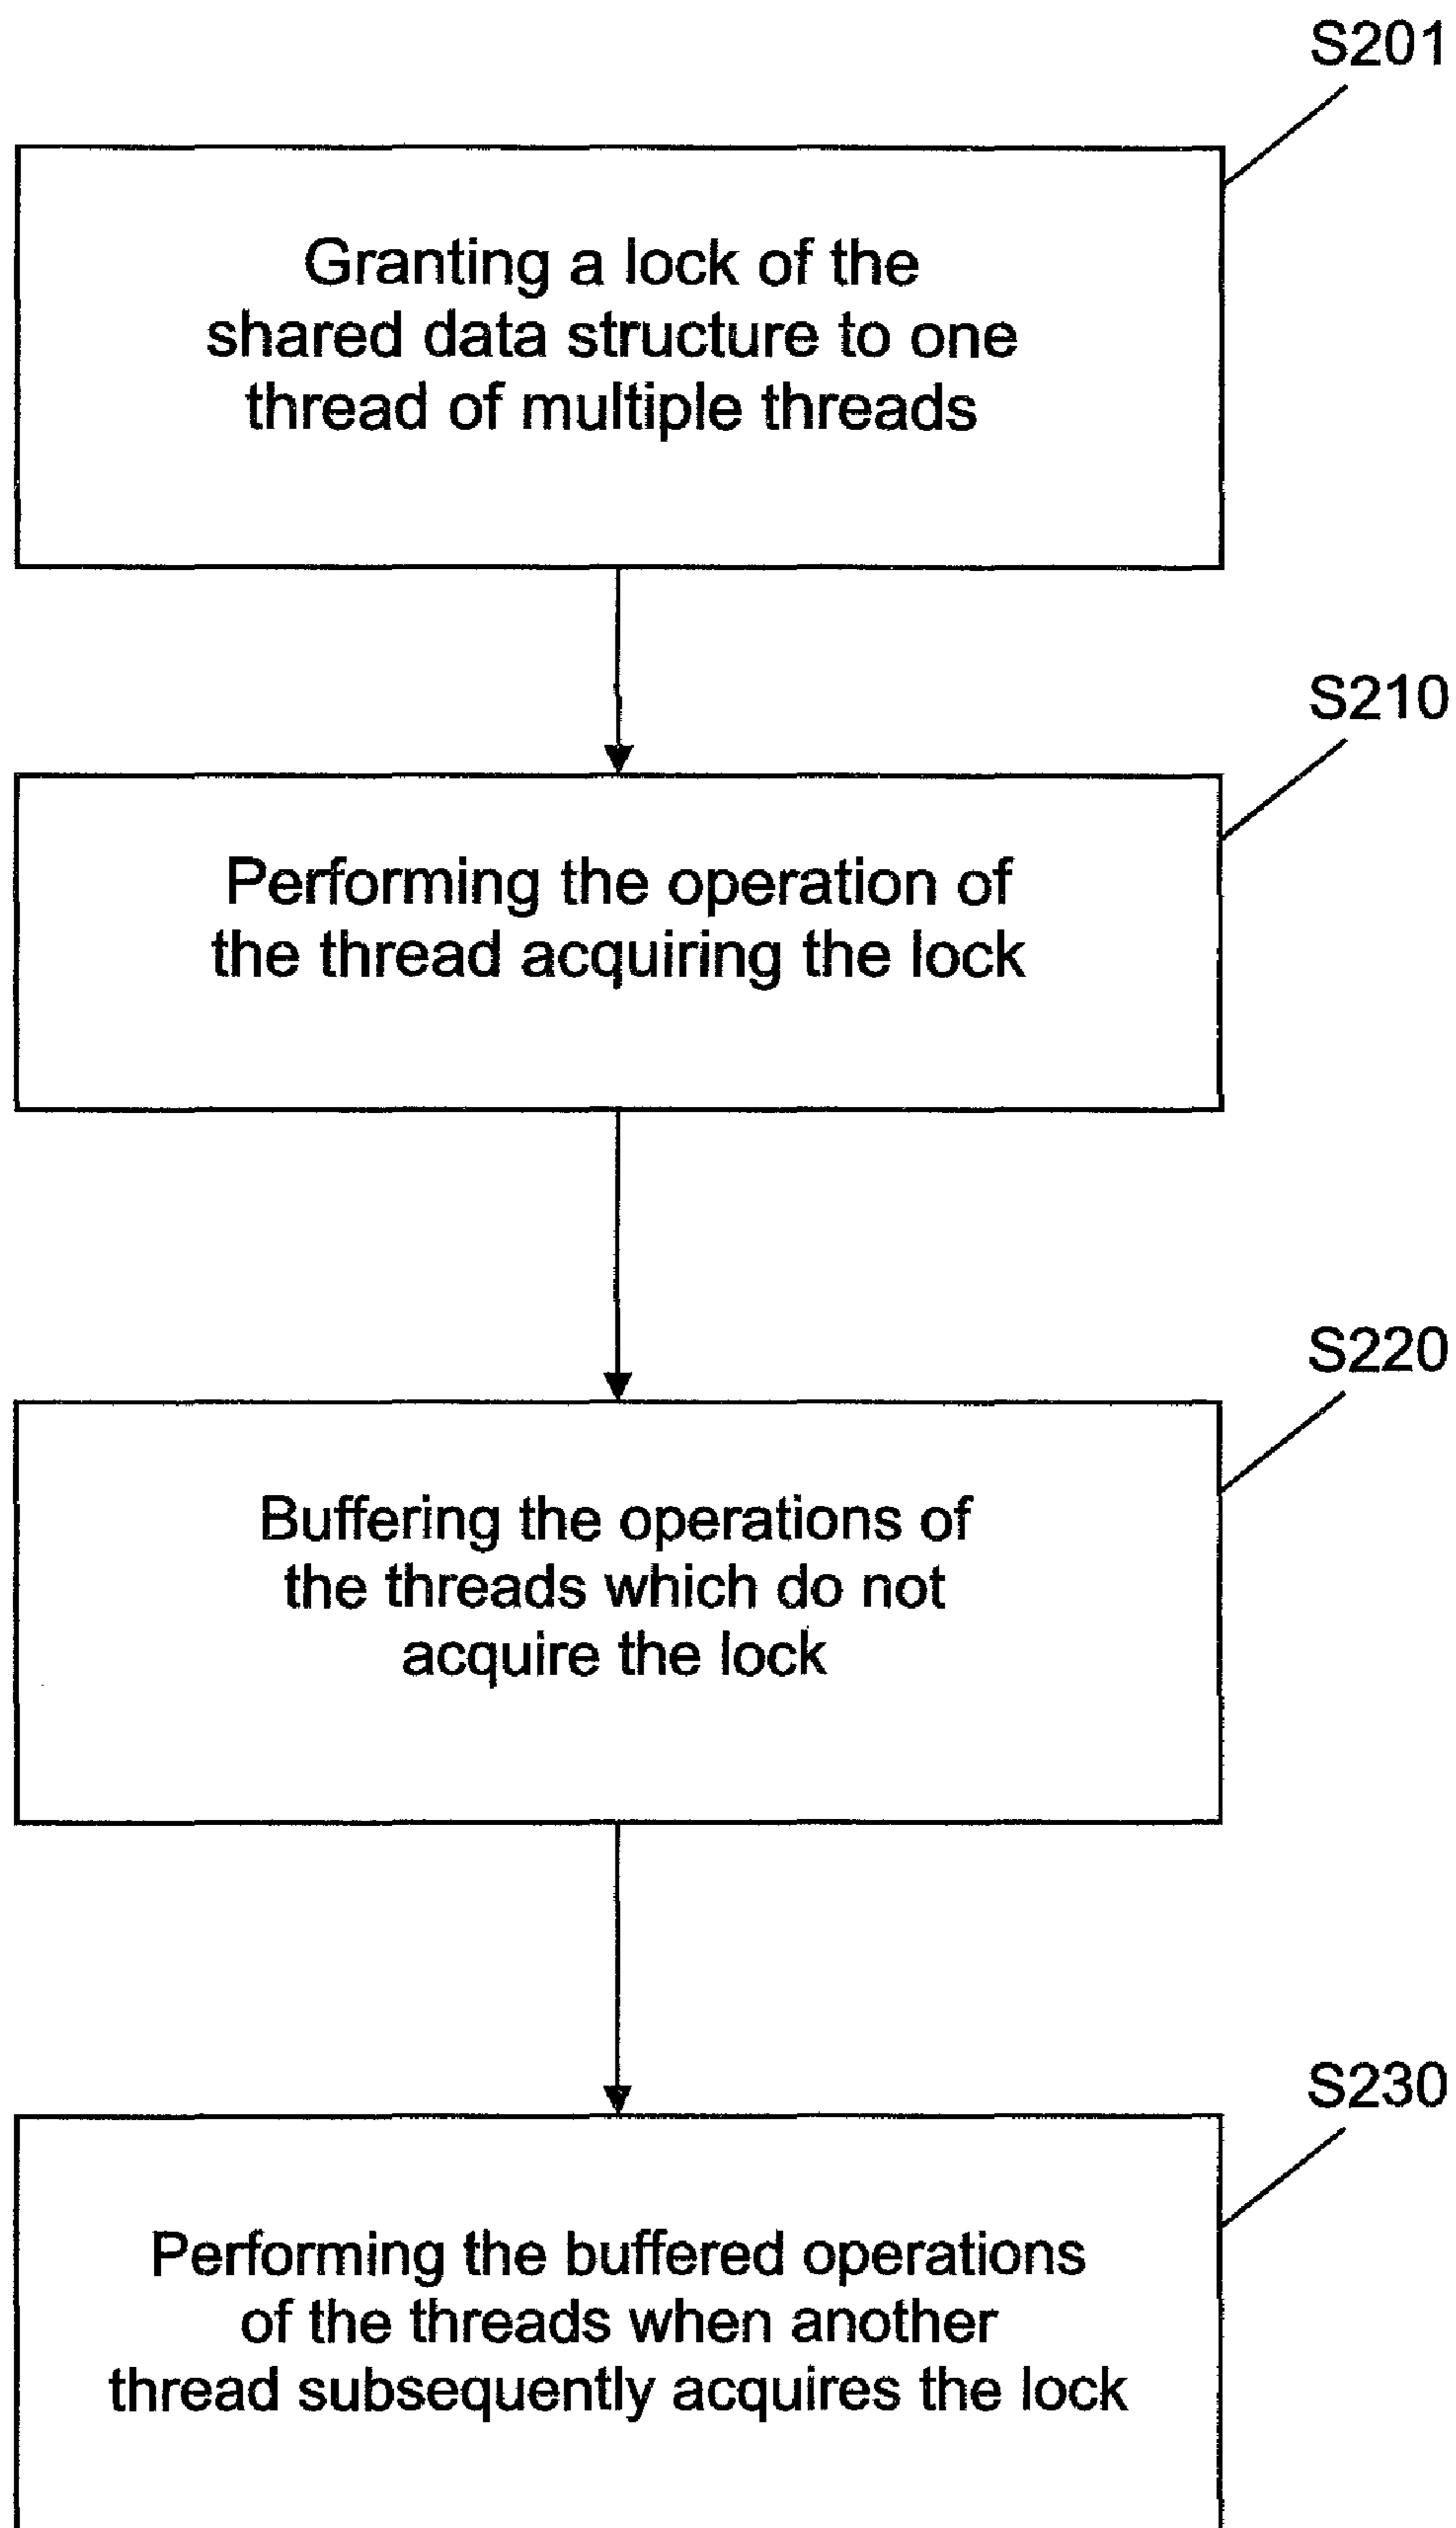 S201
Granting a lock of the
shared data structure to one
thread of multiple threads
S210
Performing the operation of
the thread acquiring the lock
S220
Buffering the operations of
the threads which do not
acquire the lock
S230
Performing the buffered operations
of the threads when another
thread subsequently acquires the lock